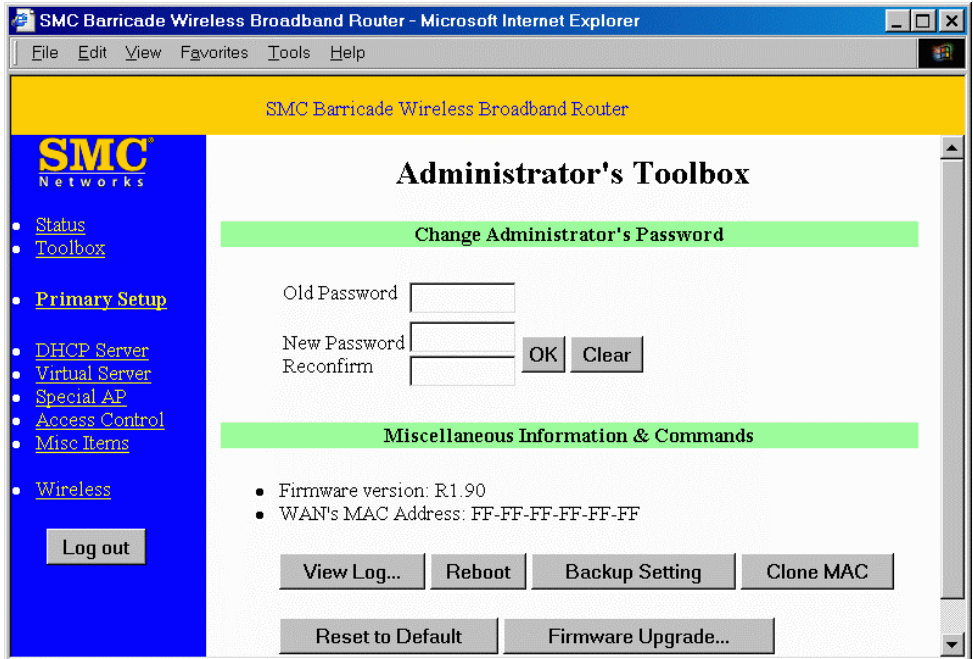 SMC Barricade Wireless Broadband Router - Microsoft Internet Explorer
File Edit View Favorites Tools Help
SMC Barricade Wireless Broadband Router
SMC®
Networks
Status
Toolbox
Primary Setup
DHCP Server
Virtual Server
Special AP
Access Control
Misc Items
Wireless
Log out
Administrator's Toolbox
Change Administrator's Password
Old Password
New Password
Reconfirm
OK Clear
Miscellaneous Information & Commands
Firmware version: R1.90
WAN's MAC Address: FF-FF-FF-FF-FF-FF
View Log... Reboot Backup Setting Clone MAC
Reset to Default Firmware Upgrade...